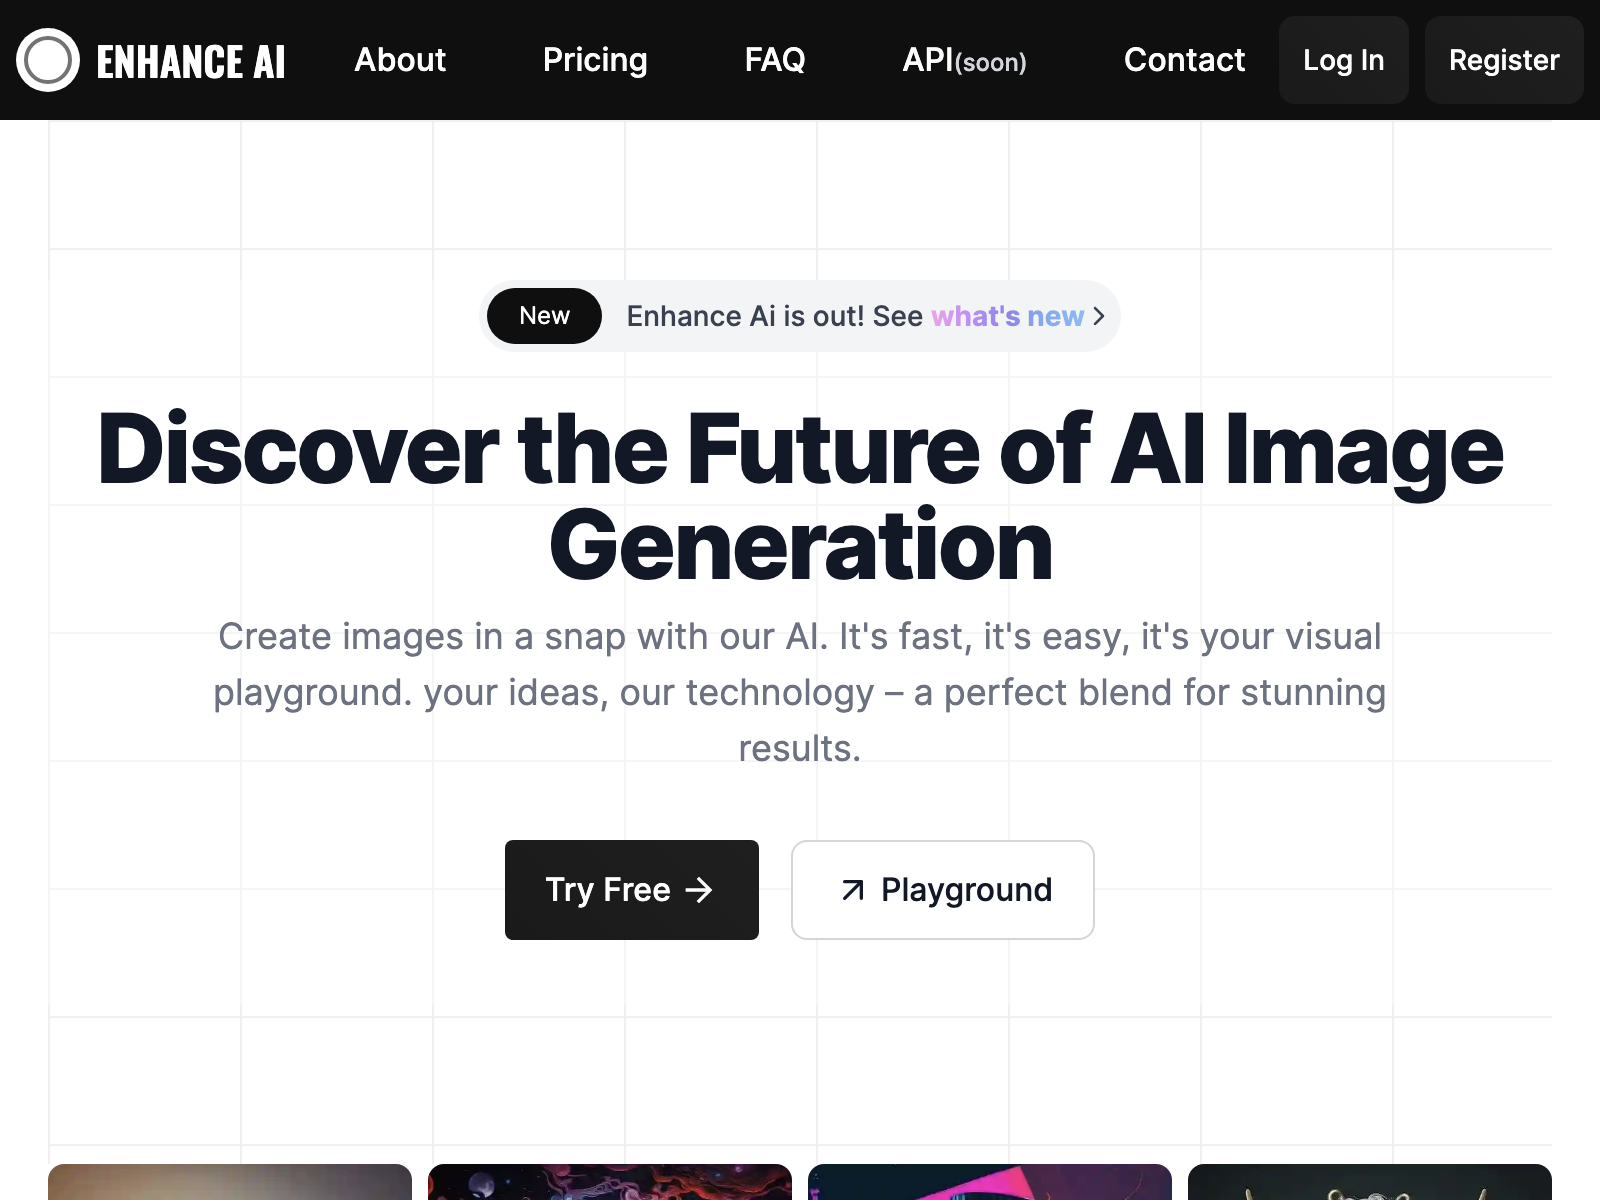 ENHANCE AI
About
Pricing
FAQ
API(soon)
Contact
Log In
Register
New
Enhance Ai is out! See what's new
Discover the Future of AI Image
Generation
Create images in a snap with our AI. It's fast, it's easy, it's your visual
playground. your ideas, our technology – a perfect blend for stunning
results.
Try Free
Playground